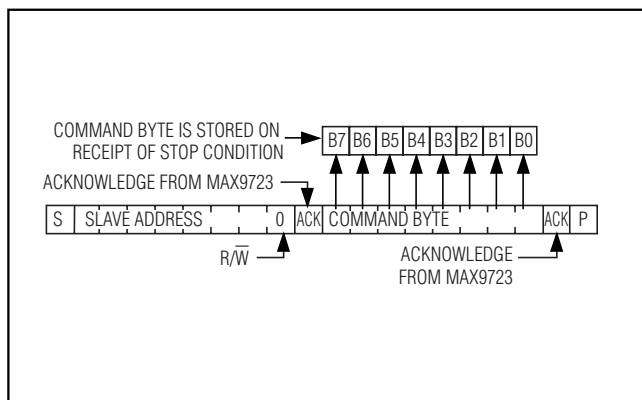 COMMAND BYTE IS STORED ON
RECEIPT OF STOP CONDITION
B7 B6 B5 B4 B3 B2 B1 B0
ACKNOWLEDGE FROM MAX9723
S SLAVE ADDRESS 0 ACK COMMAND BYTE ACK P
R/W̅
ACKNOWLEDGE
FROM MAX9723